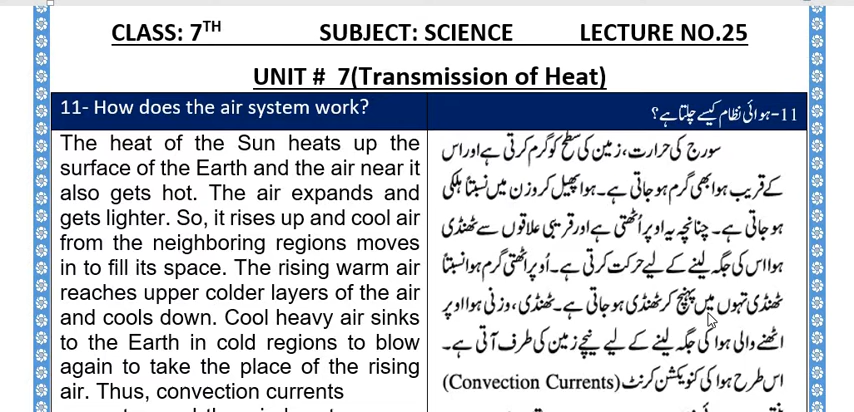 CLASS: 7TH SUBJECT: SCIENCE LECTURE NO.25
UNIT # 7(Transmission of Heat)
11- How does the air system work?
The heat of the Sun heats up the
surface of the Earth and the air near it
also gets hot. The air expands and
gets lighter. So, it rises up and cool air
from the neighboring regions moves
in to fill its space. The rising warm air
reaches upper colder layers of the air
and cools down. Cool heavy air sinks
to the Earth in cold regions to blow
again to take the place of the rising
air. Thus, convection currents
11- ہوائی نظام کیسے چلتا ہے؟
سورج کی حرارت، زمین کی سطح کو گرم کرتی ہے اور اس
کے قریب ہوا بھی گرم ہو جاتی ہے۔ ہوا پھیل کر وزن میں نسبتاً ہلکی
ہو جاتی ہے۔ چنانچہ یہ اوپر اٹھتی ہے اور قریبی علاقوں سے ٹھنڈی
ہوا اس کی جگہ لینے کے لیے حرکت کرتی ہے۔ اُوپر اٹھتی گرم ہوا نسبتاً
ٹھنڈی تہوں میں پہنچ کر ٹھنڈی ہو جاتی ہے۔ ٹھنڈی، وزنی ہوا اوپر
اٹھنے والی ہوا کی جگہ لینے کے لیے نیچے زمین کی طرف آتی ہے۔
اس طرح ہوا کی کنویکشن کرنٹ (Convection Currents)